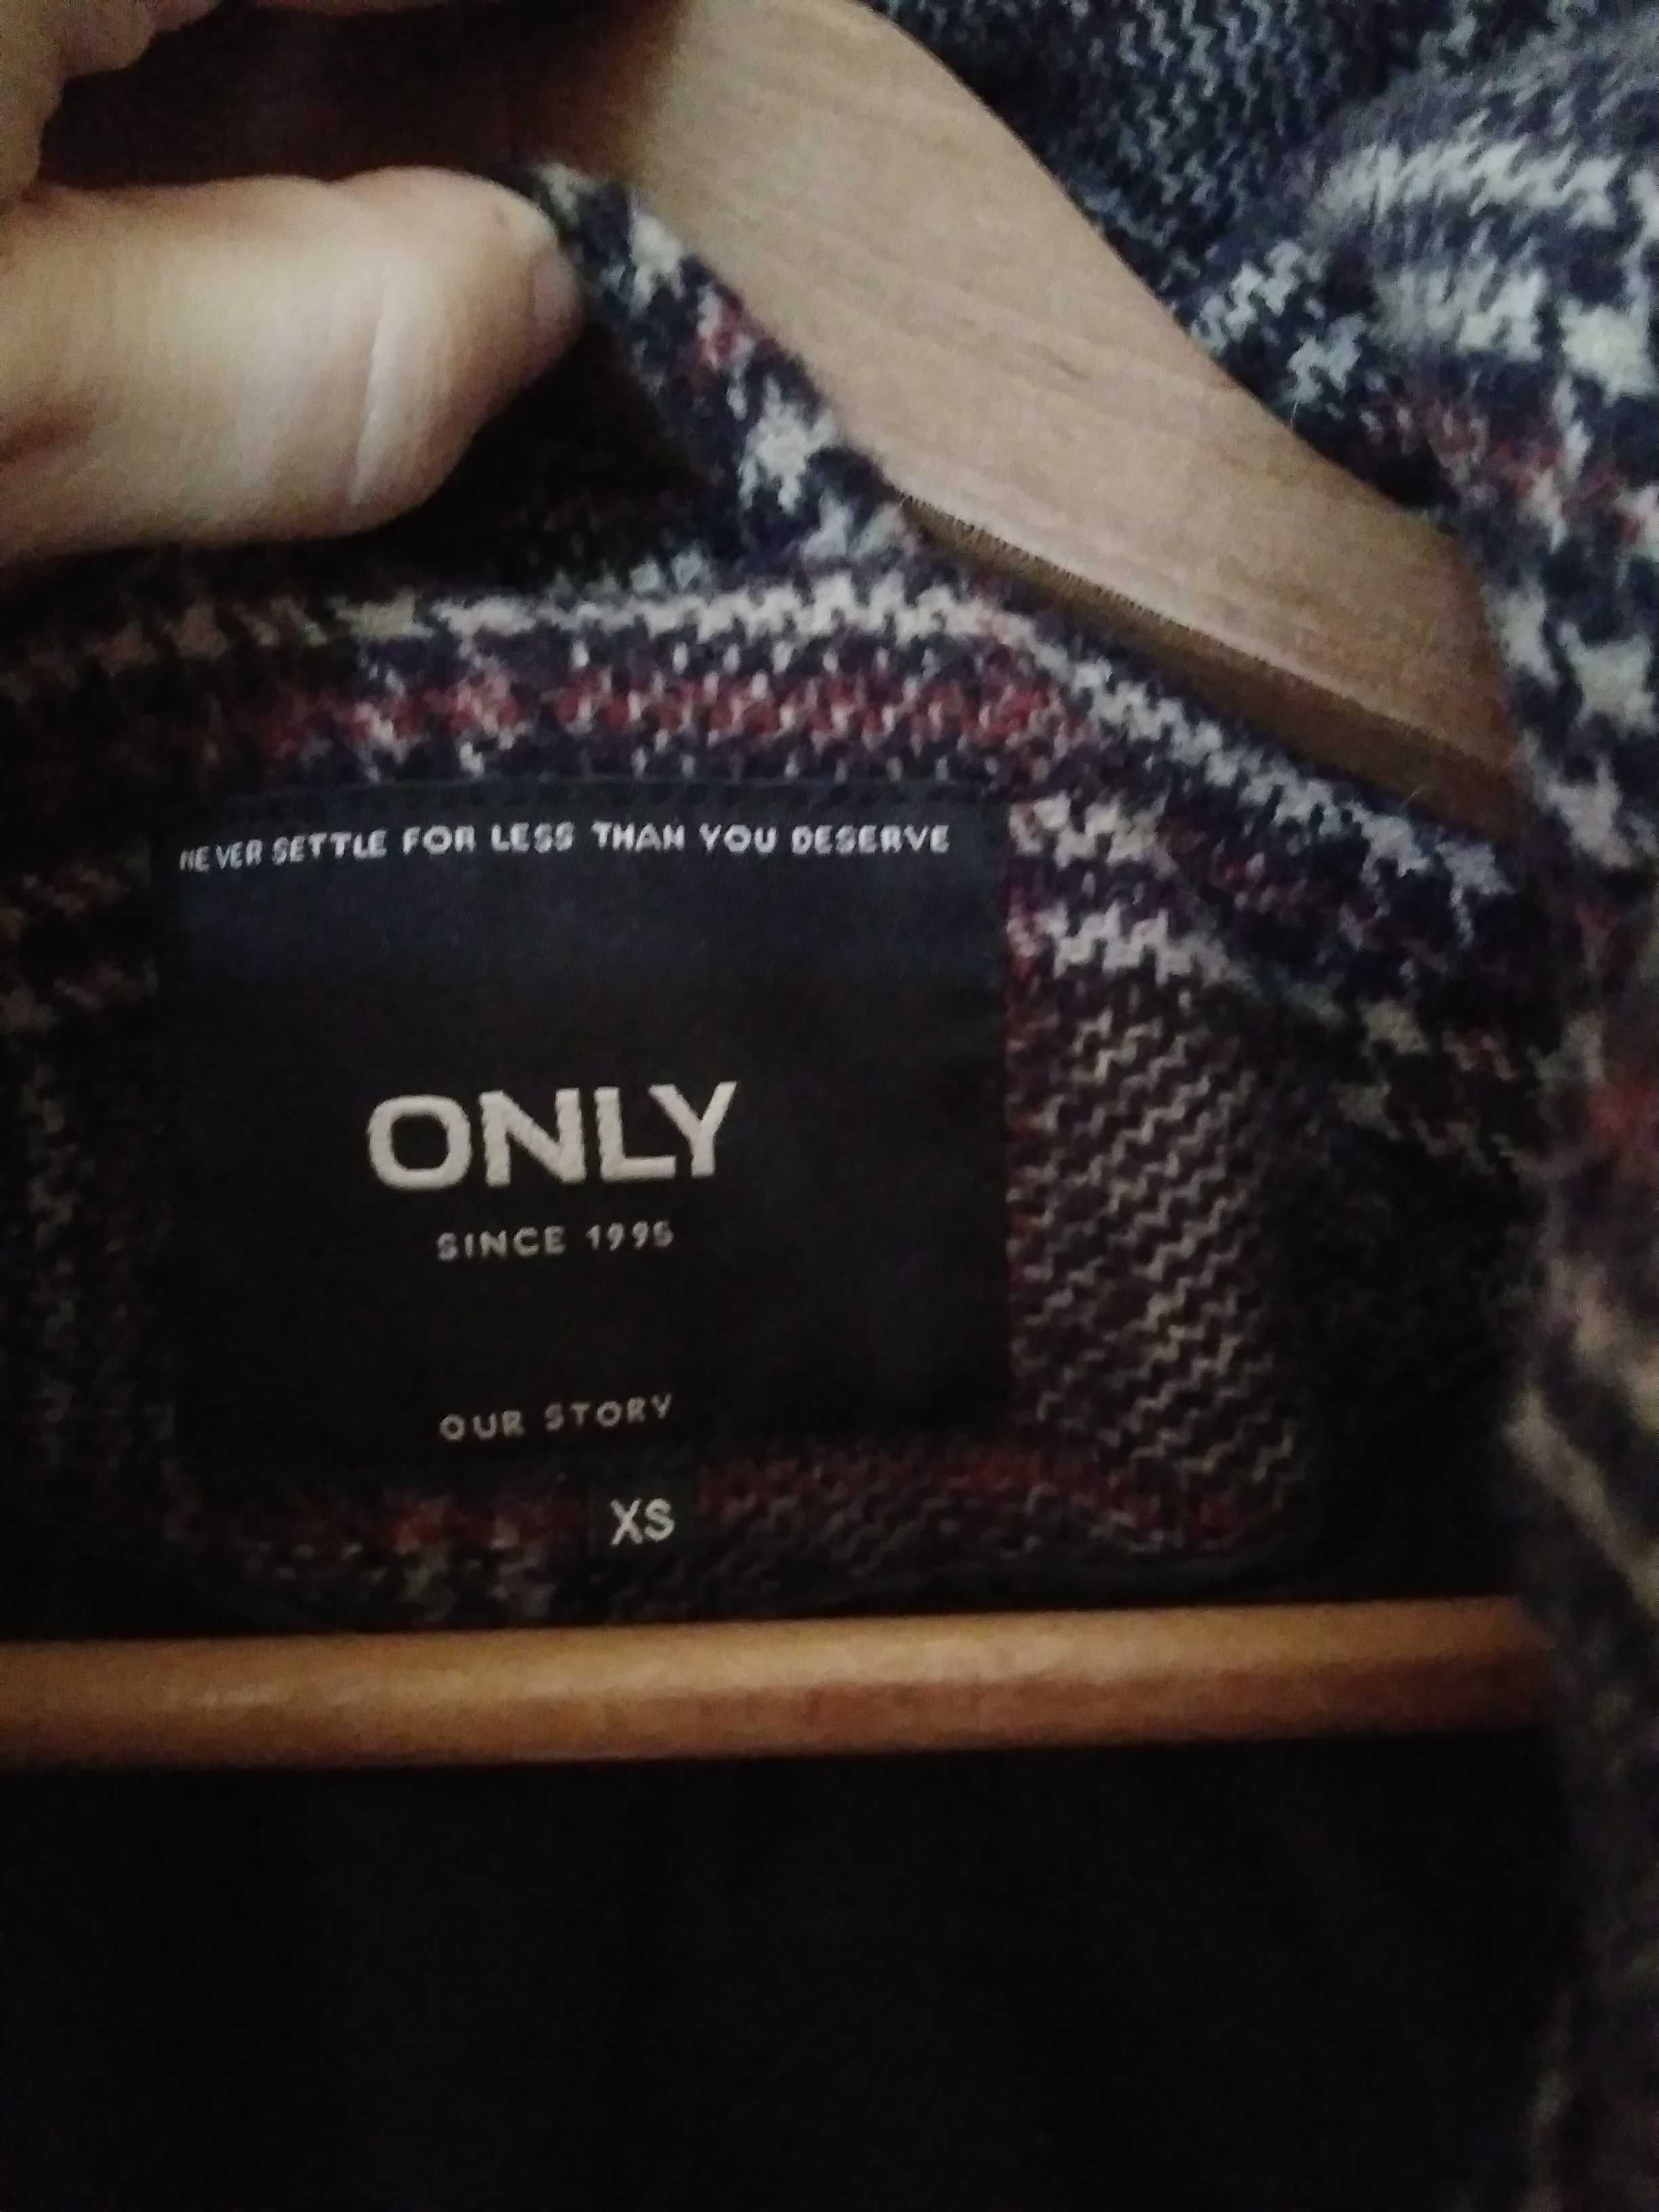 NEVER SETTLE FOR LESS THAN YOU DESERVE
ONLY
SINCE 1995
OUR STORY
XS